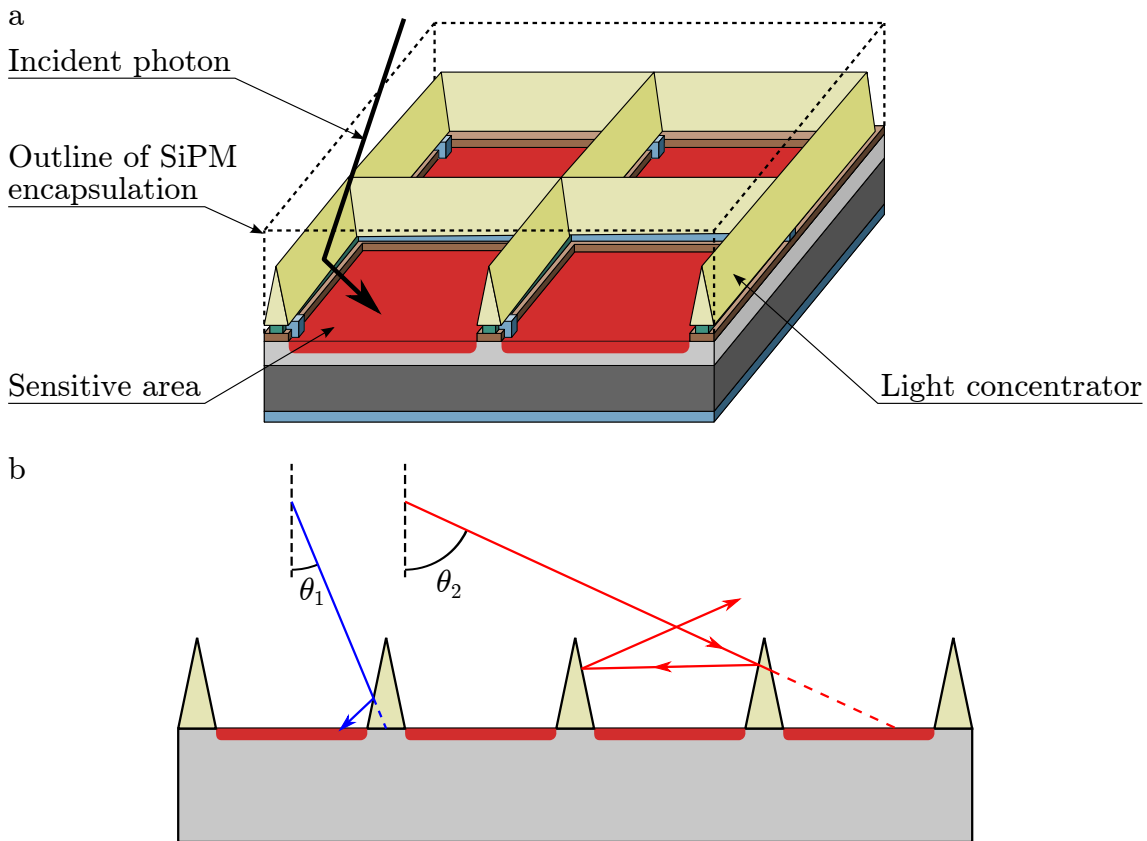 a
Incident photon
Outline of SiPM
encapsulation
Sensitive area
Light concentrator
b
θ₁
θ₂